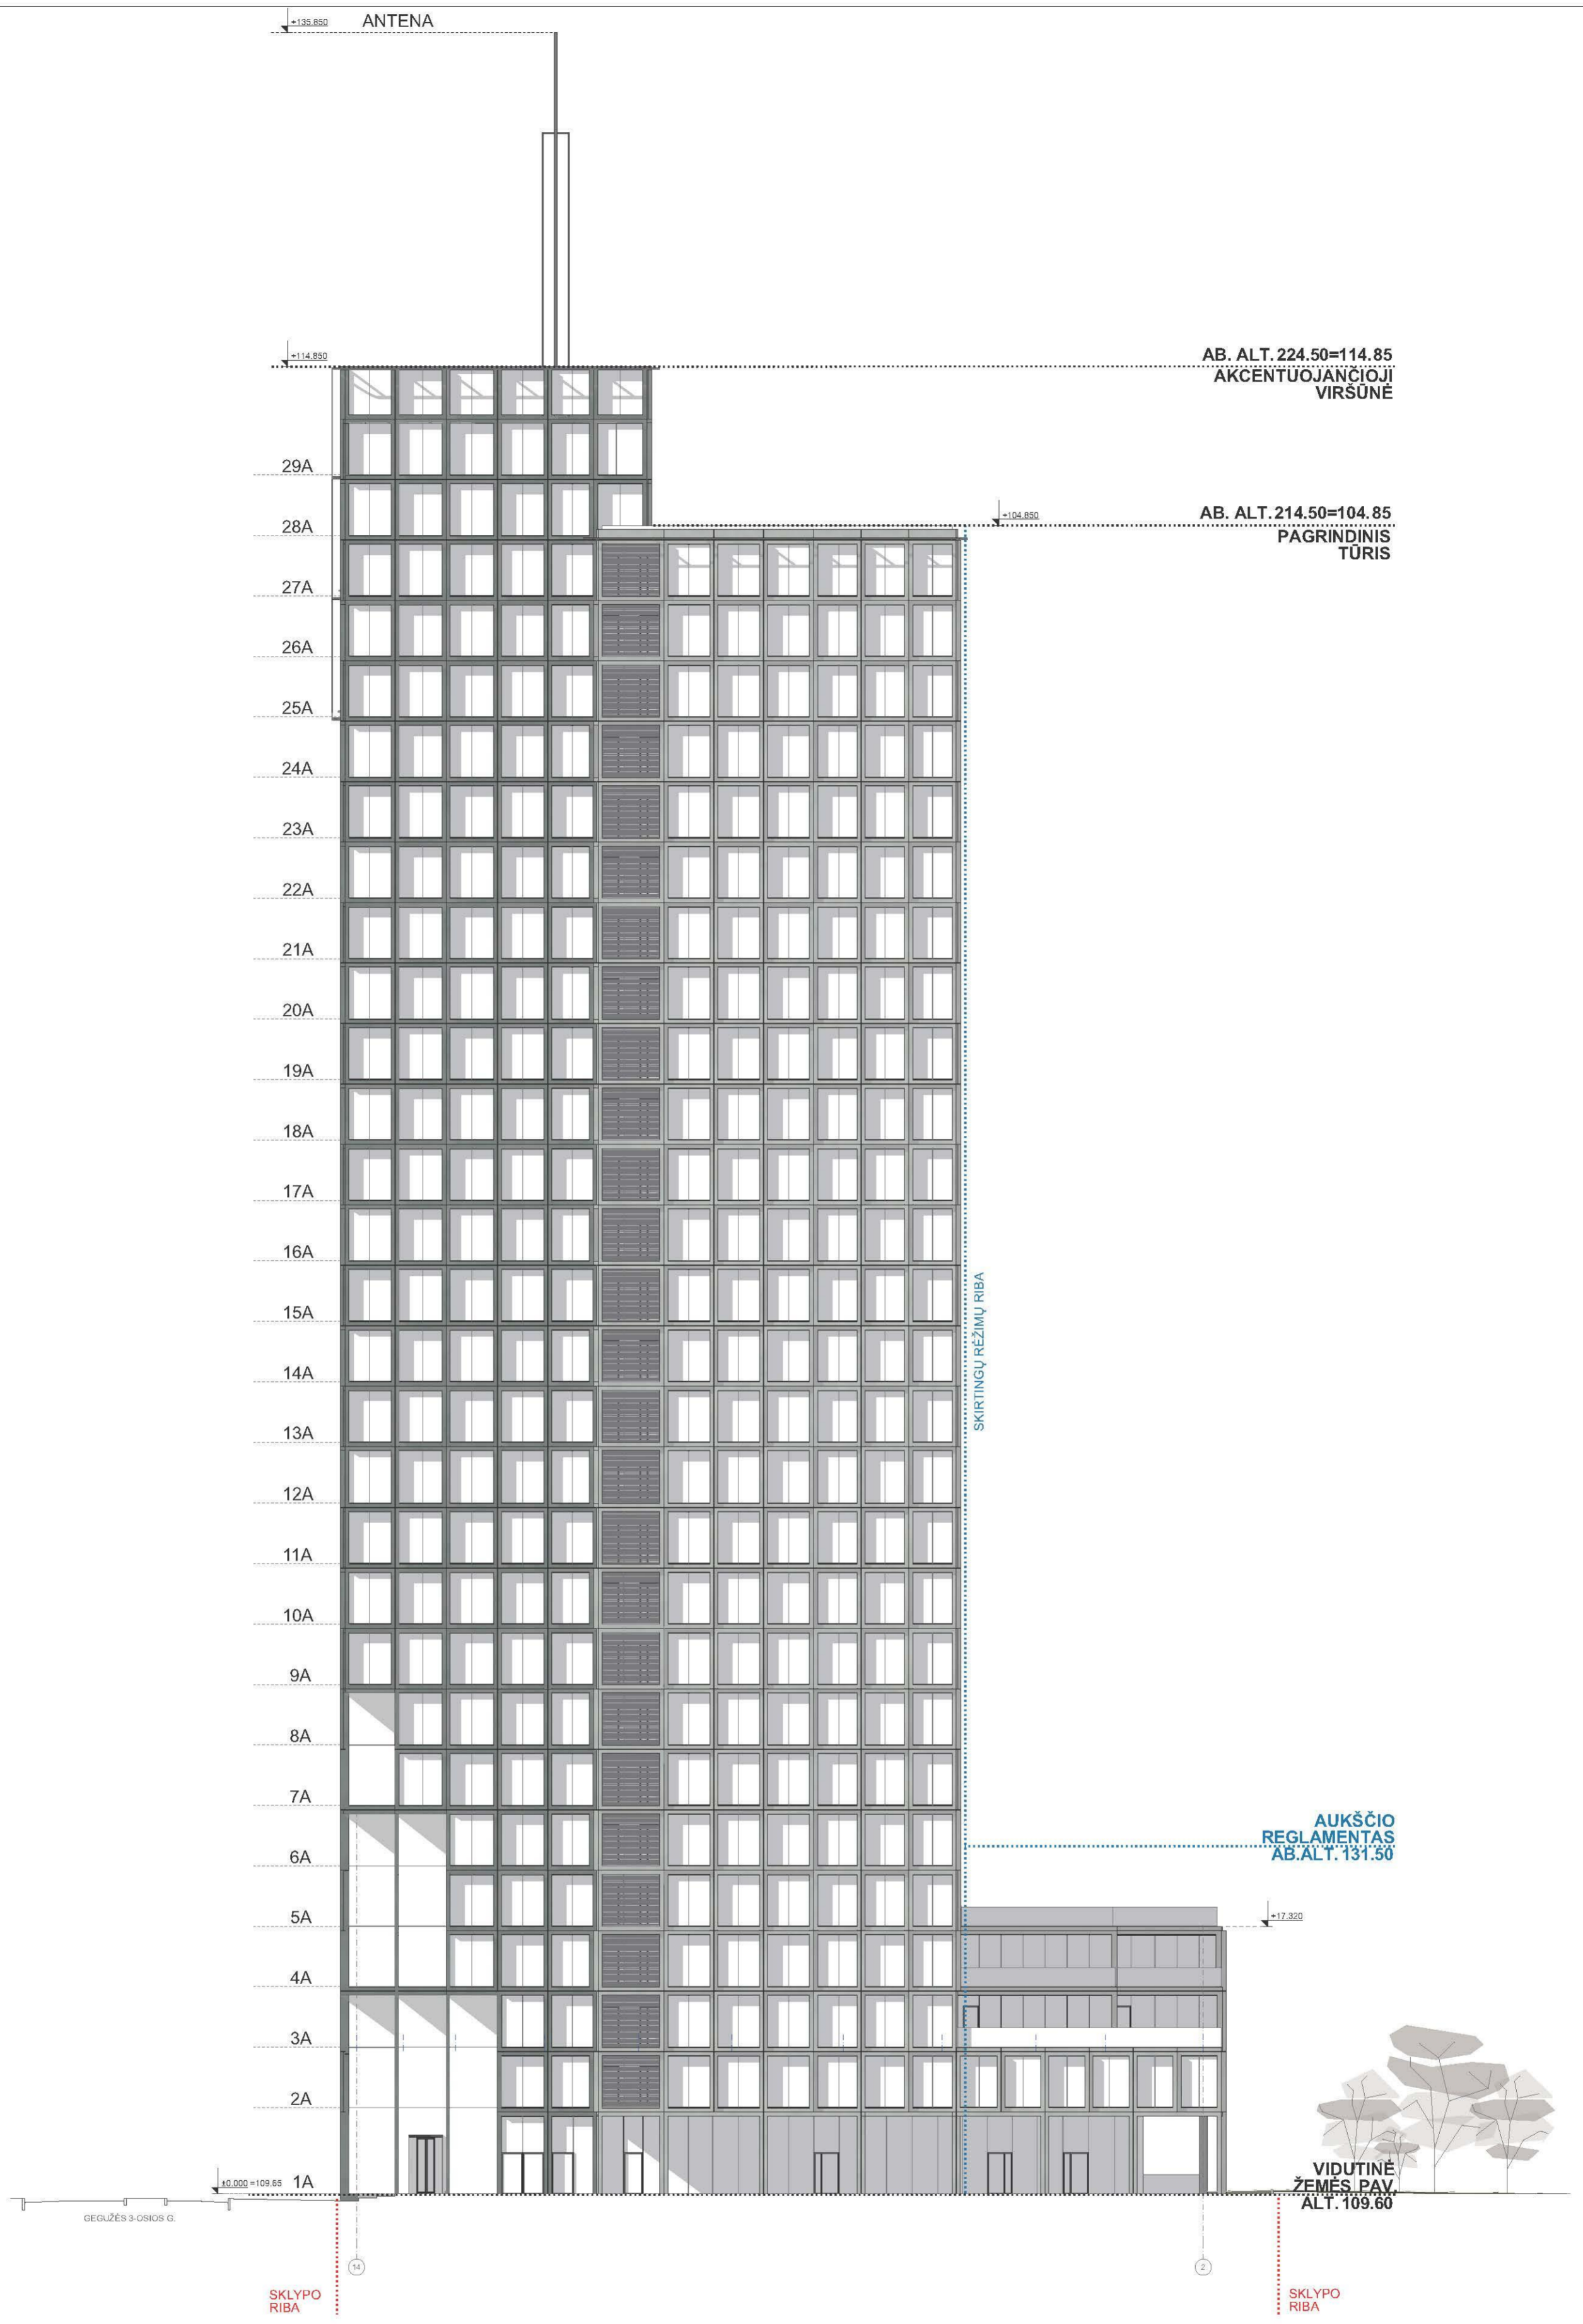 +135.850 ANTENA
+114.850
AB. ALT. 224.50=114.85
AKCENTUOJANČIOJI
VIRŠŪNĖ
29A
+104.850
AB. ALT. 214.50=104.85
PAGRINDINIS
TŪRIS
28A
27A
26A
25A
24A
23A
22A
21A
20A
19A
18A
17A
16A
15A
SKIRTINGŲ RĖŽIMŲ RIBA
14A
13A
12A
11A
10A
9A
8A
7A
AUKŠČIO
REGLAMENTAS
AB.ALT. 131.50
6A
5A
+17.320
4A
3A
2A
±0.000 =109.65 1A
VIDUTINĖ
ŽEMĖS PAV.
ALT. 109.60
GEGUŽĖS 3-OSIOS G.
14
2
SKLYPO
RIBA
SKLYPO
RIBA